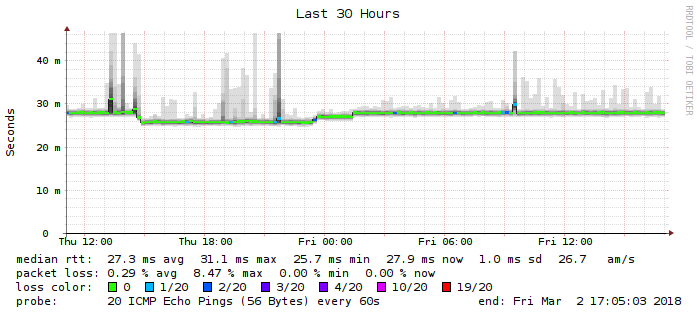 Last 30 Hours
RRDTOOL / TOBI OETIKER
Seconds
40 m
30 m
20 m
10 m
0
Thu 12:00 Thu 18:00 Fri 00:00 Fri 06:00 Fri 12:00
median rtt: 27.3 ms avg 31.1 ms max 25.7 ms min 27.9 ms now 1.0 ms sd 26.7 am/s
packet loss: 0.29 % avg 8.47 % max 0.00 % min 0.00 % now
loss color: 0 1/20 2/20 3/20 4/20 10/20 19/20
probe: 20 ICMP Echo Pings (56 Bytes) every 60s end: Fri Mar 2 17:05:03 2018